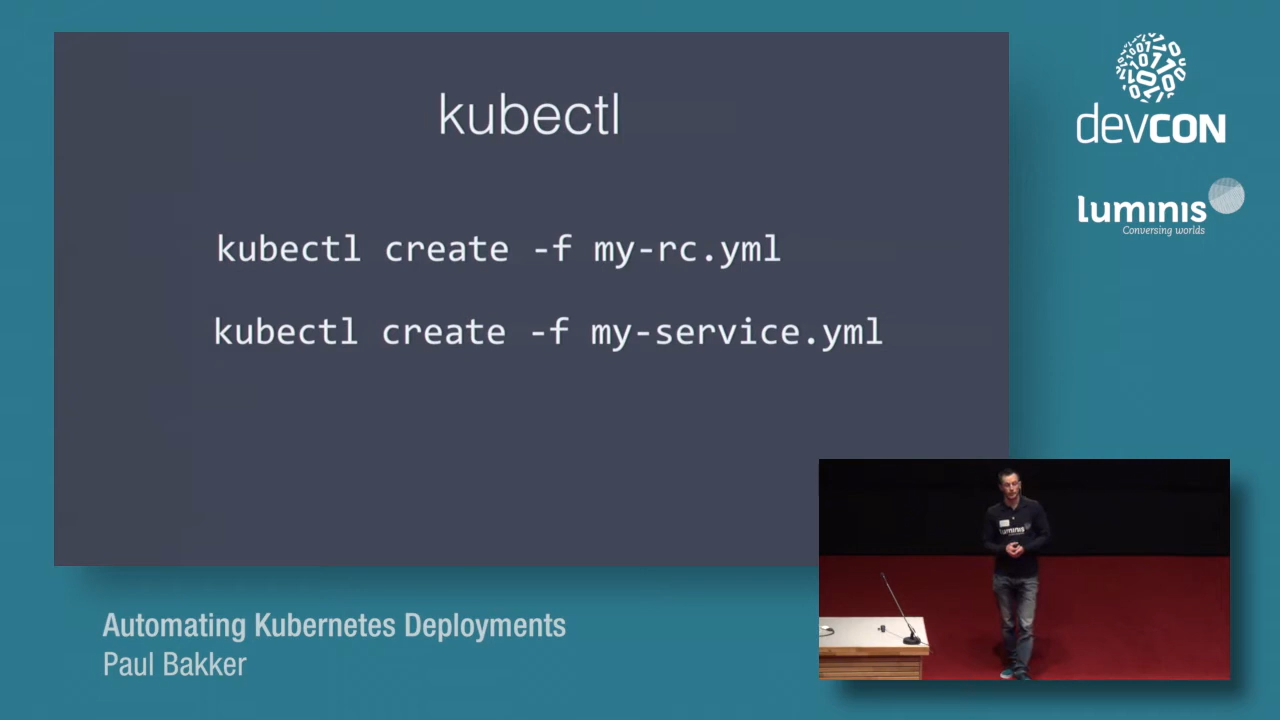 kubectl
kubectl create -f my-rc.yml
kubectl create -f my-service.yml
devCON
luminis
Conversing worlds
luminis
Automating Kubernetes Deployments
Paul Bakker